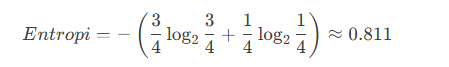 Entropi = − (3/4 log₂ 3/4 + 1/4 log₂ 1/4) ≈ 0.811